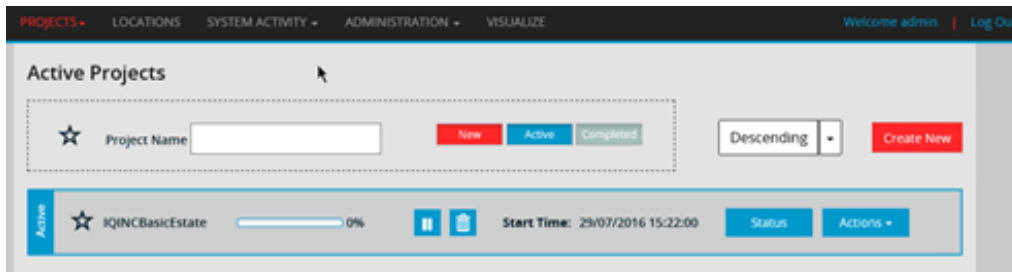 PROJECTS LOCATIONS SYSTEM ACTIVITY ADMINISTRATION VISUALIZE Welcome admin | Log Ou
Active Projects
Project Name New Active Completed Descending Create New
Active IQINCBasicEstate 0% Start Time: 29/07/2016 15:22:00 Status Actions